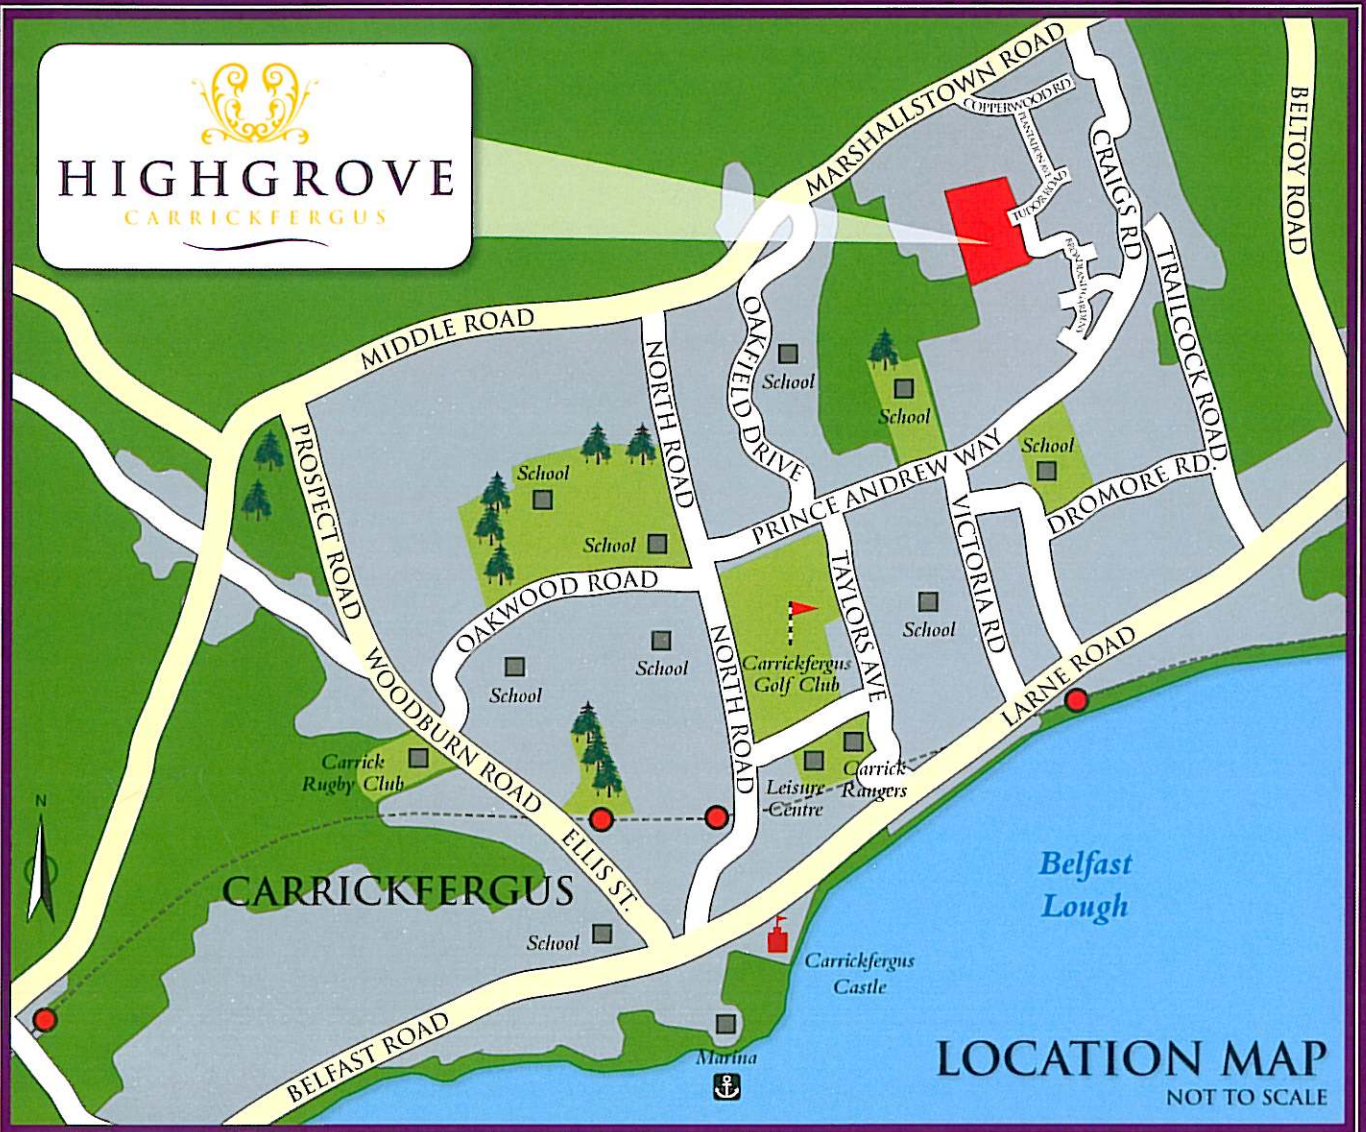 HIGHGROVE
CARRICKFERGUS
MARSHALLSTOWN ROAD
COPPERWOOD RD
PLANTATION AVE
TUDOR ROAD
CRAIGS RD
BELTOY ROAD
TRAILCOCK ROAD
MIDDLE ROAD
NORTH ROAD
OAKFIELD DRIVE
School
School
School
PROSPECT ROAD
School
School
PRINCE ANDREW WAY
DROMORE RD.
VICTORIA RD
OAKWOOD ROAD
TAYLORS AVE
School
School
School
NORTH ROAD
Carrickfergus
Golf Club
WOODBURN ROAD
LARNE ROAD
Carrick
Rugby Club
Leisure
Centre
Carrick
Rangers
N
ELLIS ST.
CARRICKFERGUS
School
Belfast
Lough
Carrickfergus
Castle
BELFAST ROAD
Marina
LOCATION MAP
NOT TO SCALE